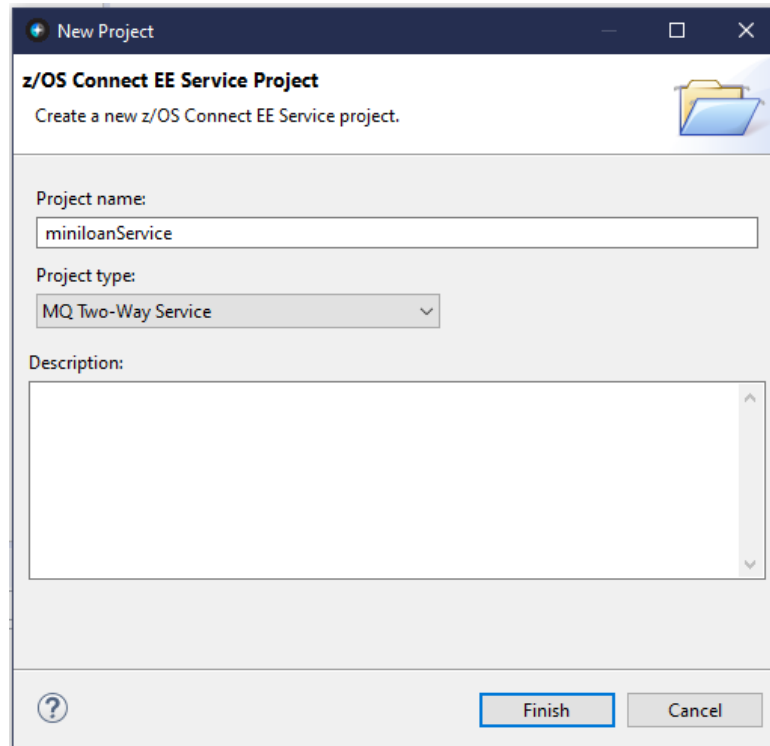 New Project
z/OS Connect EE Service Project
Create a new z/OS Connect EE Service project.
Project name:
miniloanService
Project type:
MQ Two-Way Service
Description:
?
Finish
Cancel